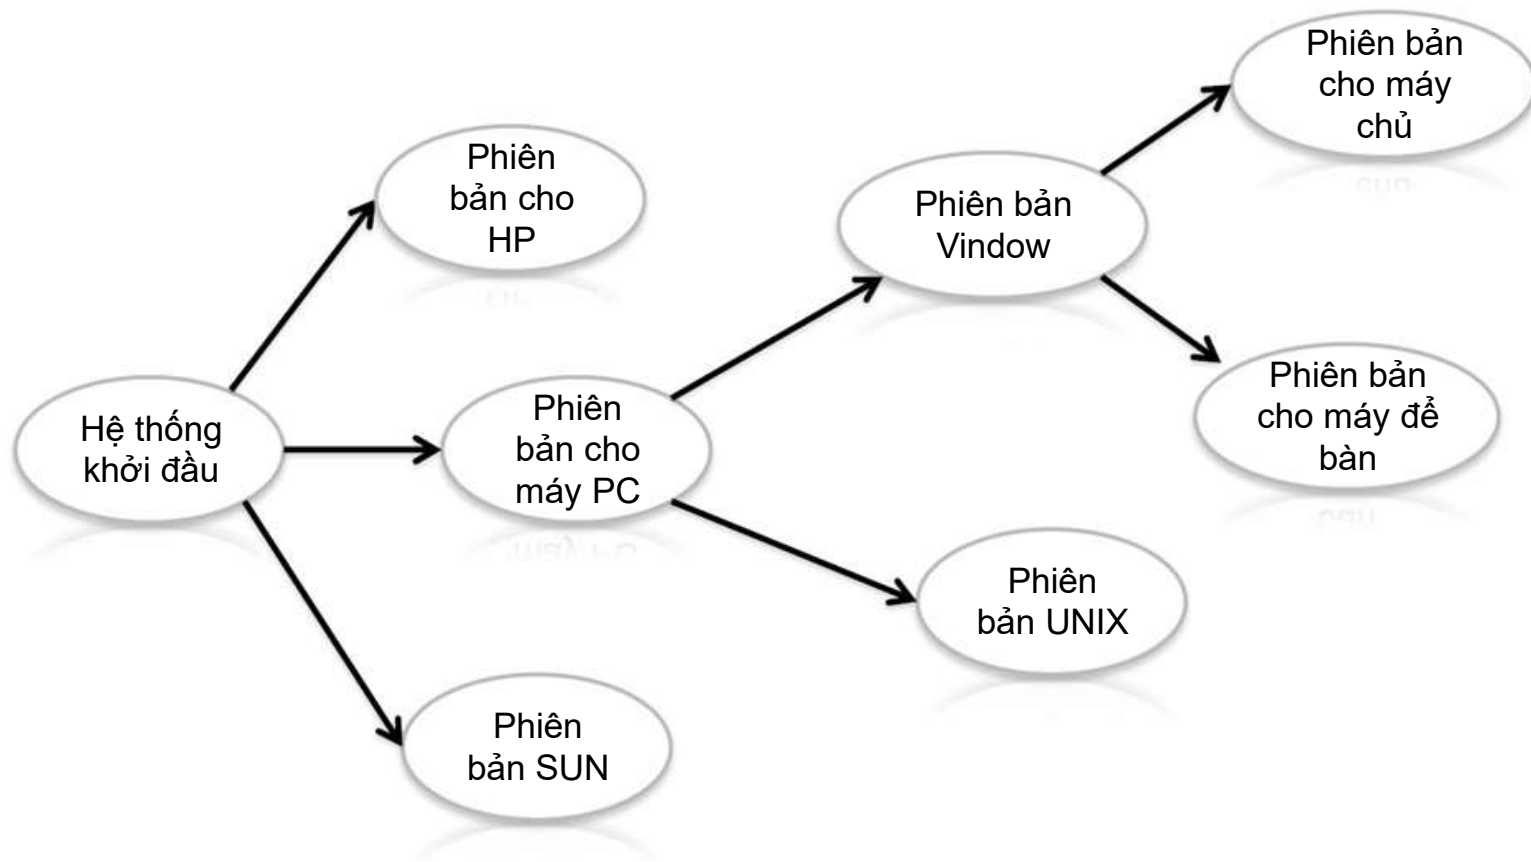 Phiên bản
cho máy
chủ
Phiên
bản cho
HP
Phiên bản
Vindow
Hệ thống
khởi đầu
Phiên
bản cho
máy PC
Phiên bản
cho máy để
bàn
Phiên
bản UNIX
Phiên
bản SUN